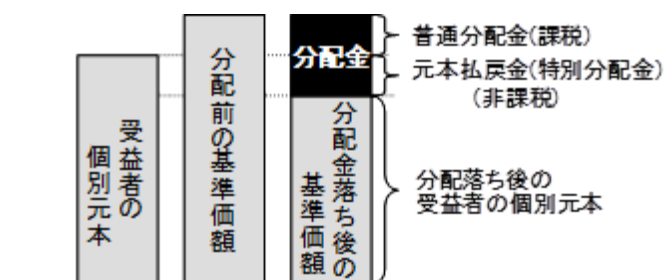 受益者の
個別元本
分配前の基準価額
分配金
分配金落ち後の
基準価額
普通分配金(課税)
元本払戻金(特別分配金)
(非課税)
分配落ち後の
受益者の個別元本